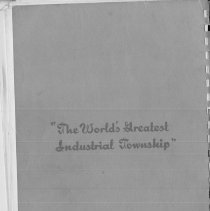 "The World's Greatest
Industrial Township"